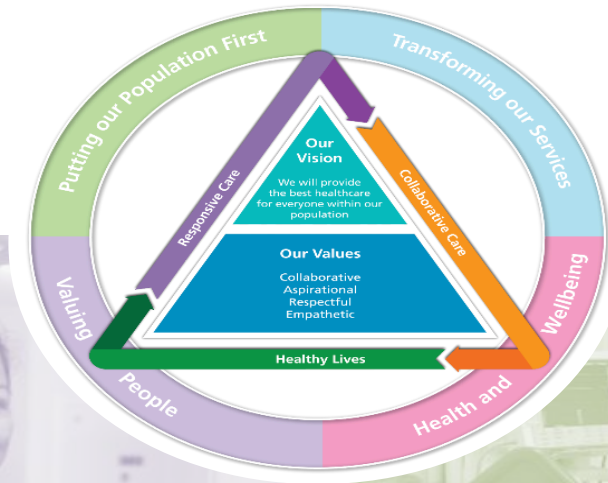 Putting our Population First
Transforming our Services
Responsive Care
Collaborative Care
Our
Vision
We will provide
the best healthcare
for everyone within our
population
Our Values
Collaborative
Aspirational
Respectful
Empathetic
Healthy Lives
Valuing People
Health and Wellbeing